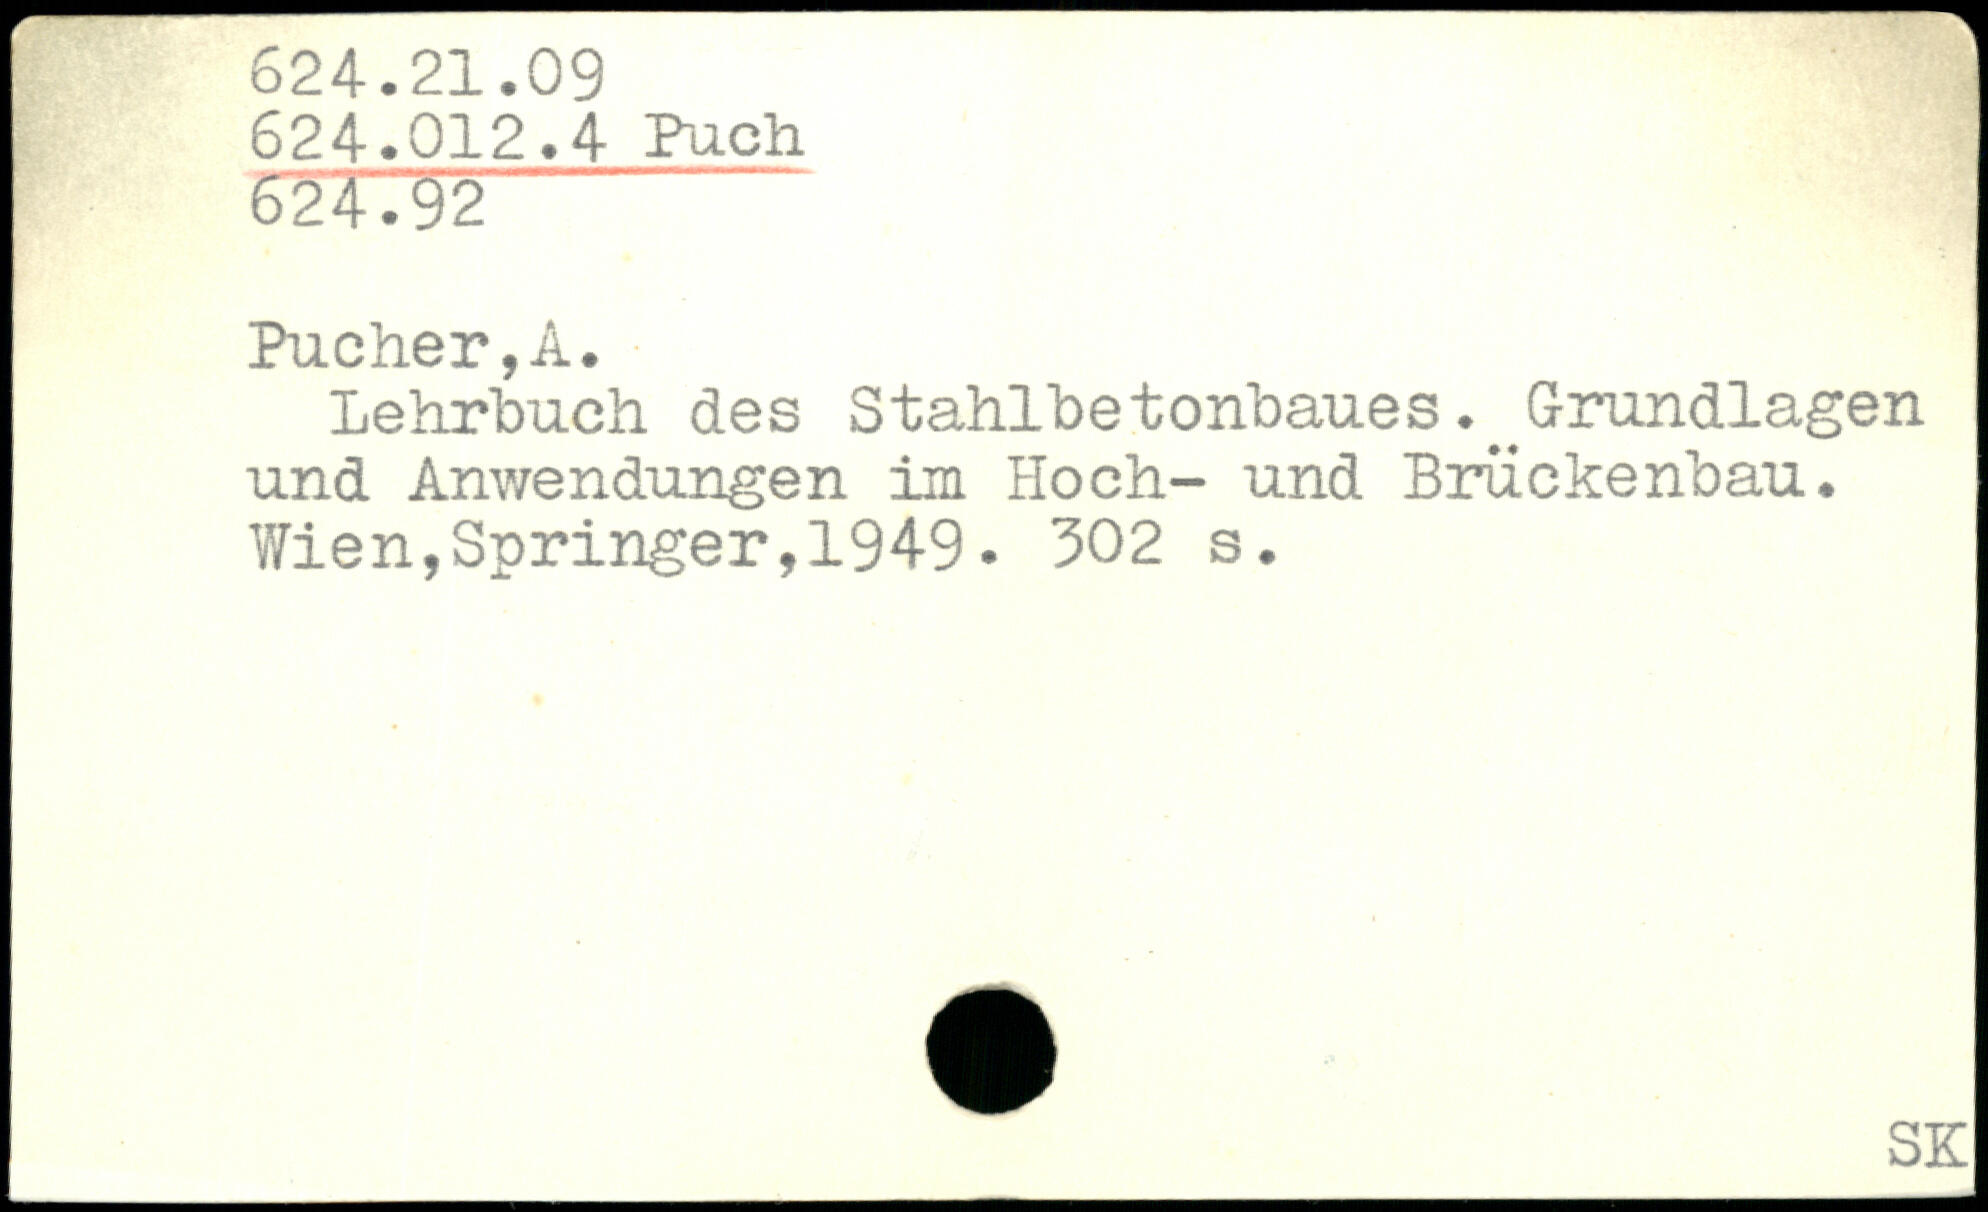 624.21.09
624.012.4 Puch
624.92
Pucher,A.
Lehrbuch des Stahlbetonbaues. Grundlagen
und Anwendungen im Hoch- und Brückenbau.
Wien,Springer,1949. 302 s.
SK